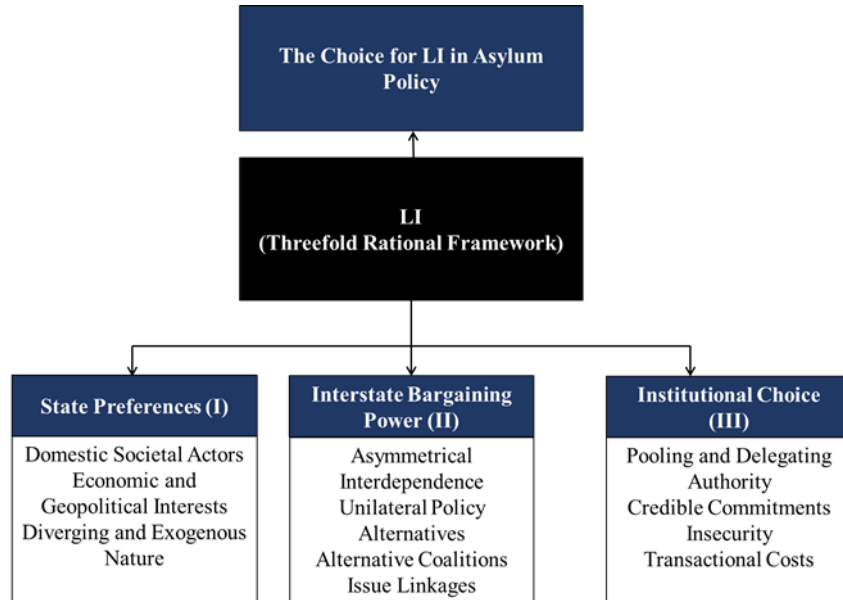 The Choice for LI in Asylum
Policy
LI
(Threefold Rational Framework)
State Preferences (I)
Domestic Societal Actors
Economic and
Geopolitical Interests
Diverging and Exogenous
Nature
Interstate Bargaining
Power (II)
Asymmetrical
Interdependence
Unilateral Policy
Alternatives
Alternative Coalitions
Issue Linkages
Institutional Choice
(III)
Pooling and Delegating
Authority
Credible Commitments
Insecurity
Transactional Costs